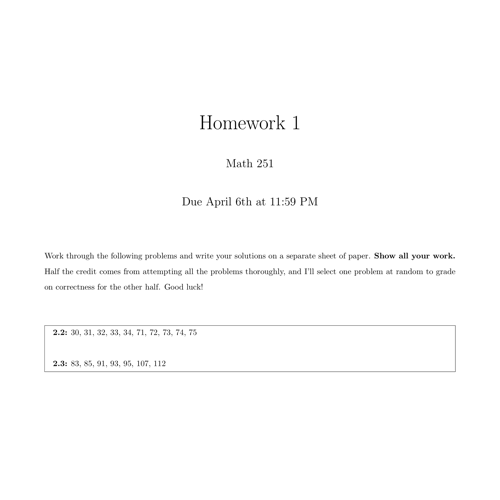 Homework 1
Math 251
Due April 6th at 11:59 PM
Work through the following problems and write your solutions on a separate sheet of paper. Show all your work.
Half the credit comes from attempting all the problems thoroughly, and I'll select one problem at random to grade
on correctness for the other half. Good luck!
2.2: 30, 31, 32, 33, 34, 71, 72, 73, 74, 75
2.3: 83, 85, 91, 93, 95, 107, 112